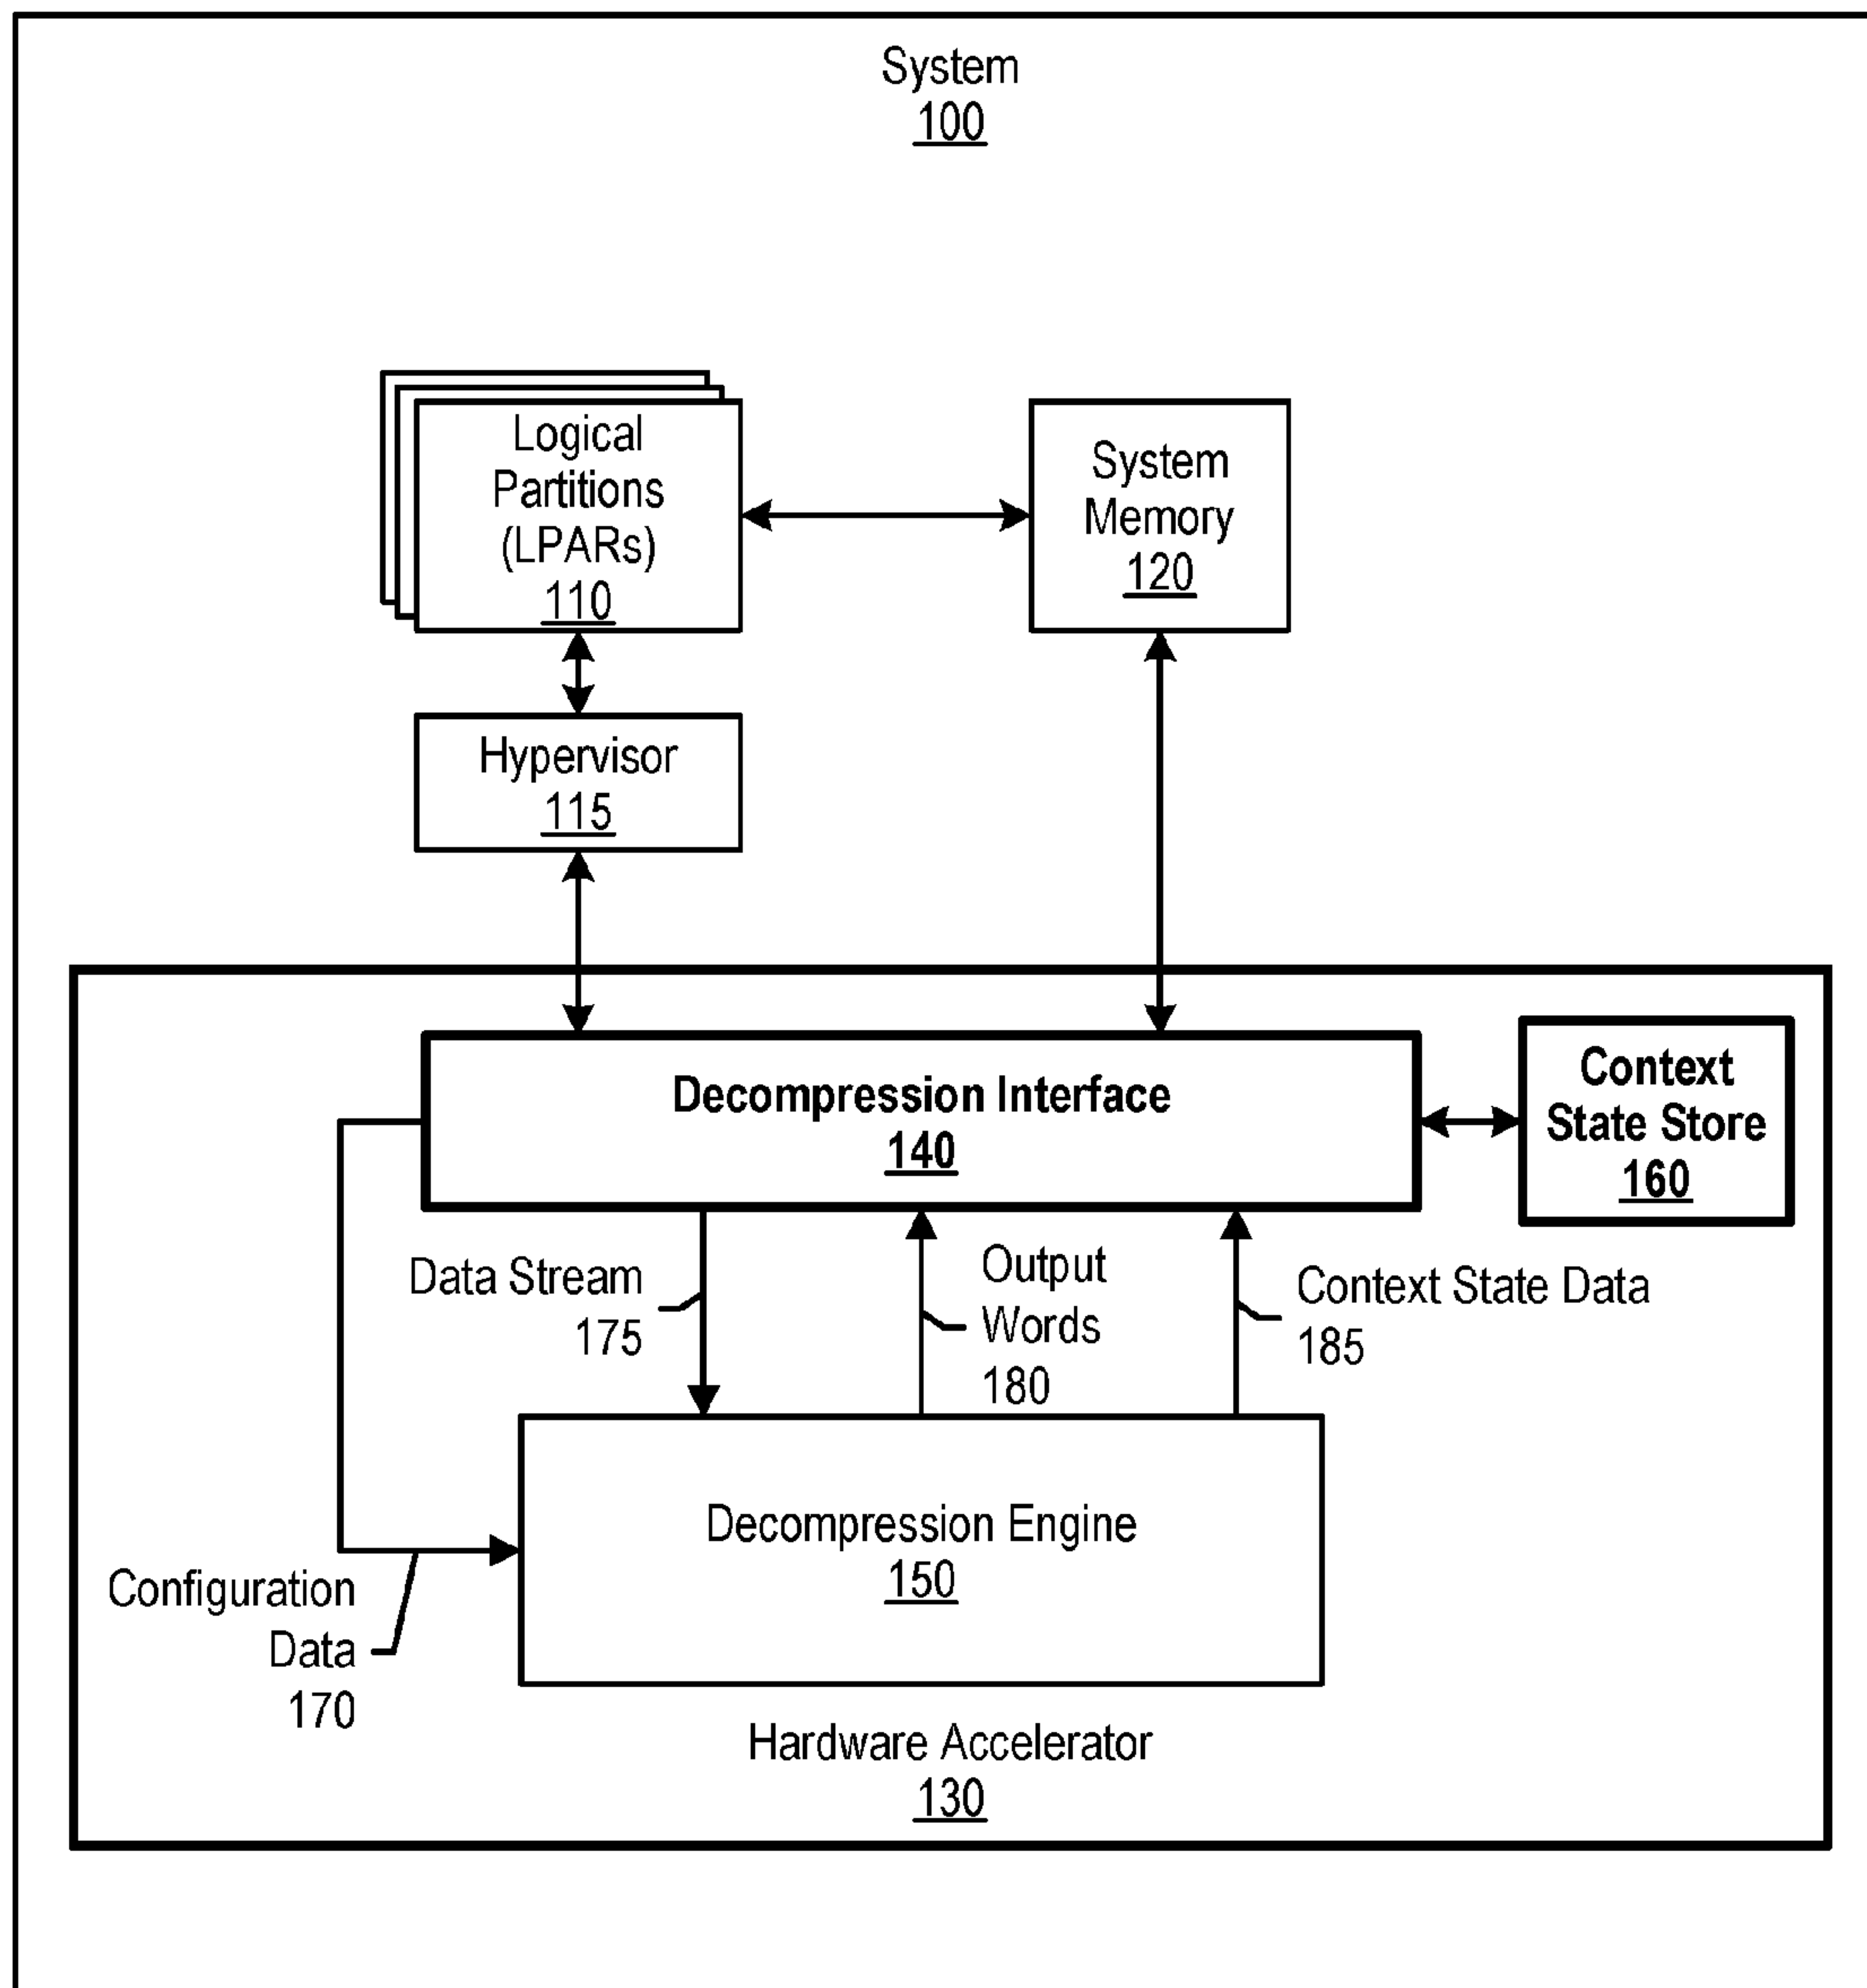 System
100
Logical
Partitions
(LPARs)
110
System
Memory
120
Hypervisor
115
Decompression Interface
140
Context
State Store
160
Data Stream
175
Output
Words
180
Context State Data
185
Decompression Engine
150
Configuration
Data
170
Hardware Accelerator
130